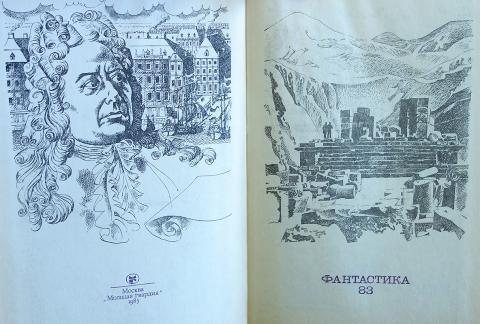 Москва
„Молодая гвардия"
1983
ФАНТАСТИКА
83